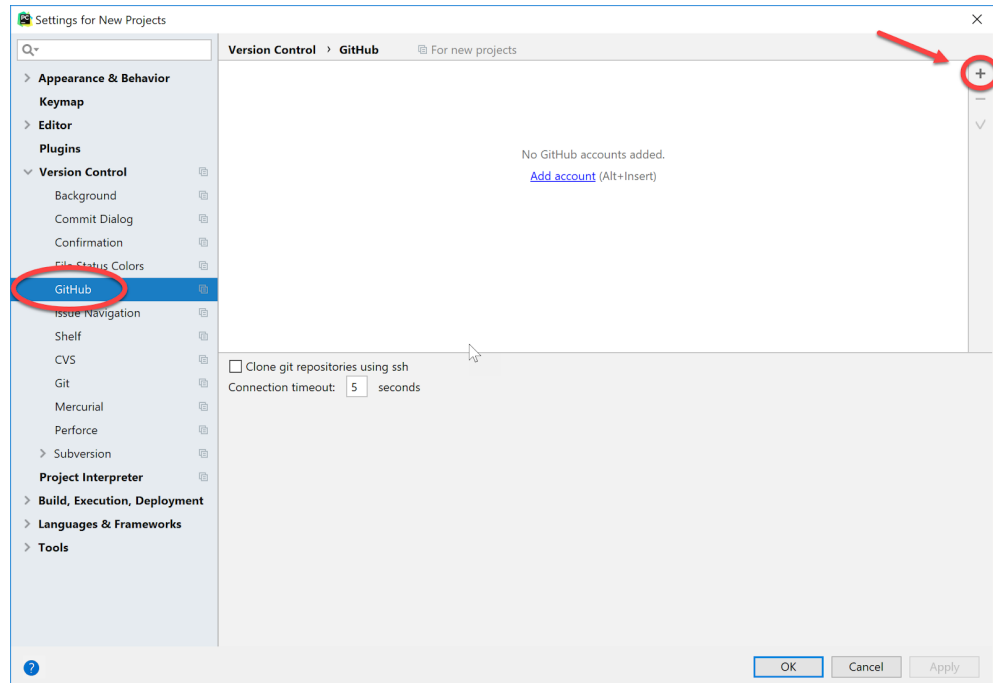 Settings for New Projects
Version Control › GitHub For new projects
Appearance & Behavior
Keymap
Editor
Plugins
Version Control
Background
Commit Dialog
Confirmation
File Status Colors
GitHub
Issue Navigation
Shelf
CVS
Git
Mercurial
Perforce
Subversion
Project Interpreter
Build, Execution, Deployment
Languages & Frameworks
Tools
No GitHub accounts added.
Add account (Alt+Insert)
Clone git repositories using ssh
Connection timeout: 5 seconds
?
OK Cancel Apply